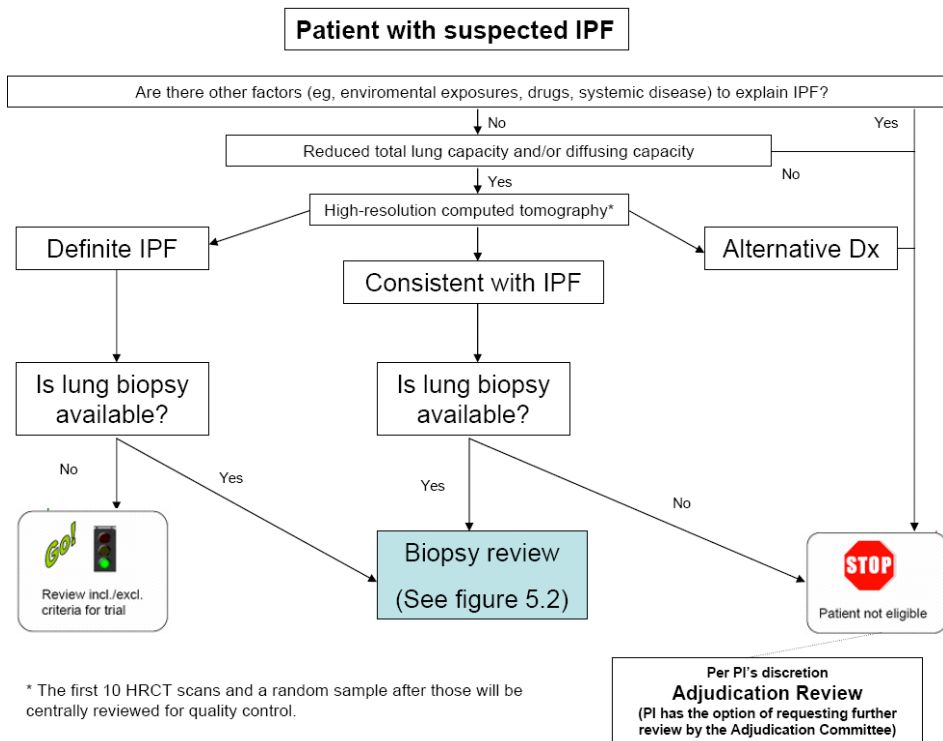 Patient with suspected IPF
Are there other factors (eg, enviromental exposures, drugs, systemic disease) to explain IPF?
No
Yes
Reduced total lung capacity and/or diffusing capacity
No
Yes
High-resolution computed tomography*
Definite IPF
Alternative Dx
Consistent with IPF
Is lung biopsy
available?
Is lung biopsy
available?
No
Yes
Yes
No
GO!
Review incl./excl.
criteria for trial
Biopsy review
(See figure 5.2)
STOP
Patient not eligible
Per PI's discretion
Adjudication Review
(PI has the option of requesting further
review by the Adjudication Committee)
* The first 10 HRCT scans and a random sample after those will be
centrally reviewed for quality control.